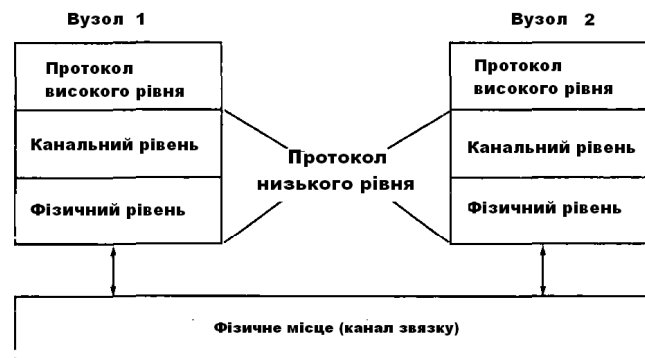 Вузол 1
Вузол 2
Протокол
високого рівня
Канальний рівень
Фізичний рівень
Протокол
низького рівня
Протокол
високого рівня
Канальний рівень
Фізичний рівень
Фізичне місце (канал звязку)